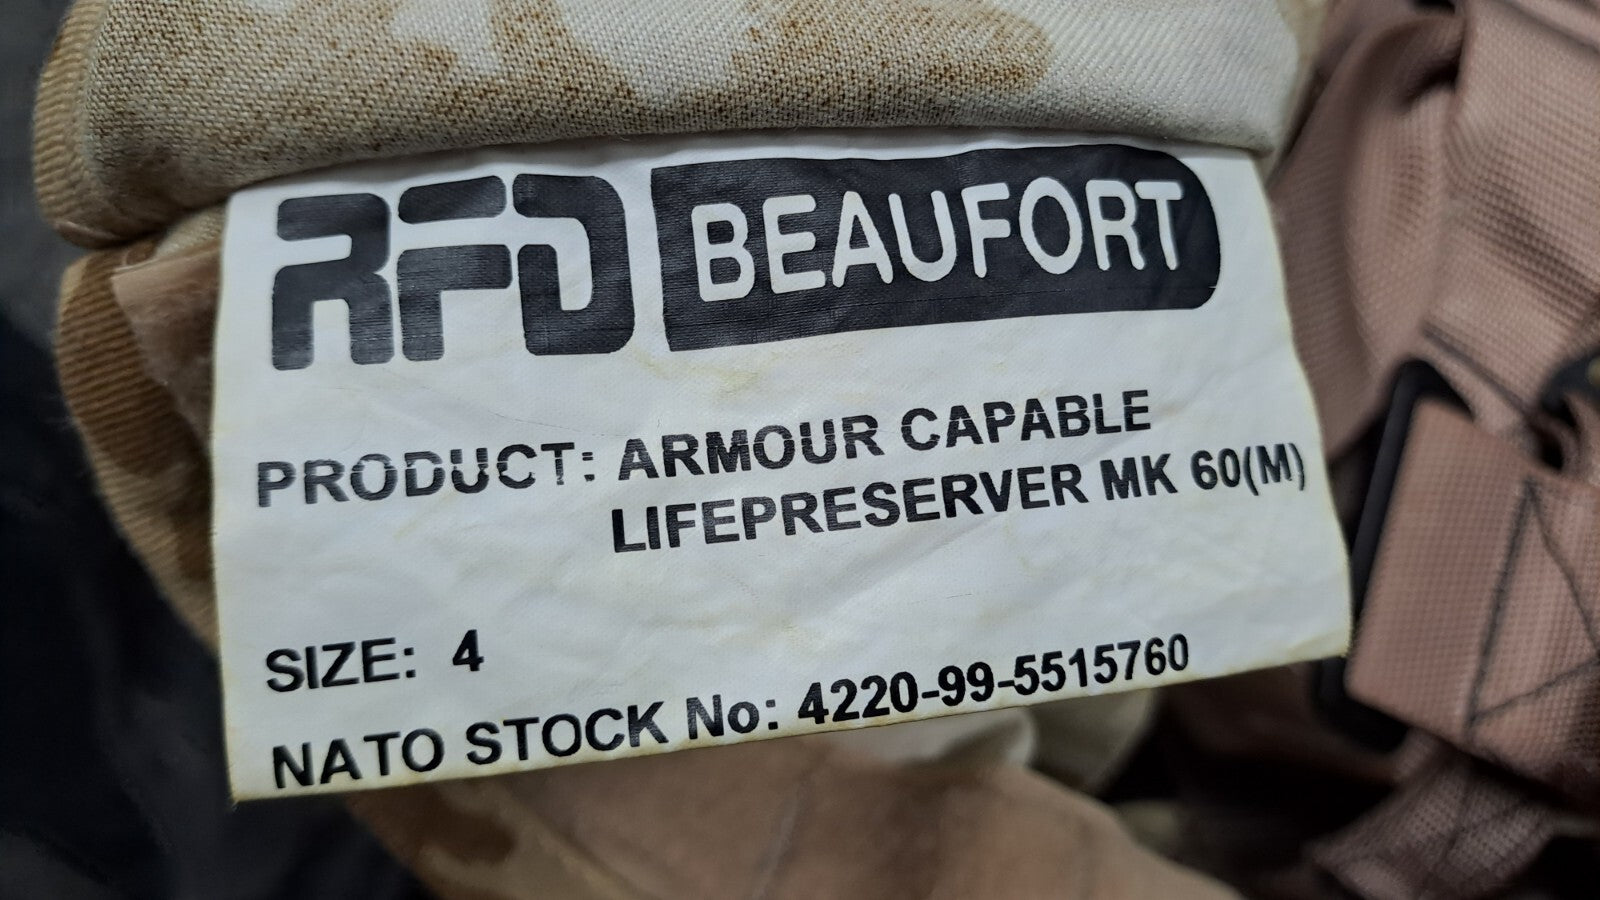 RFD BEAUFORT
PRODUCT: ARMOUR CAPABLE
LIFEPRESERVER MK 60(M)
SIZE: 4
NATO STOCK No: 4220-99-5515760